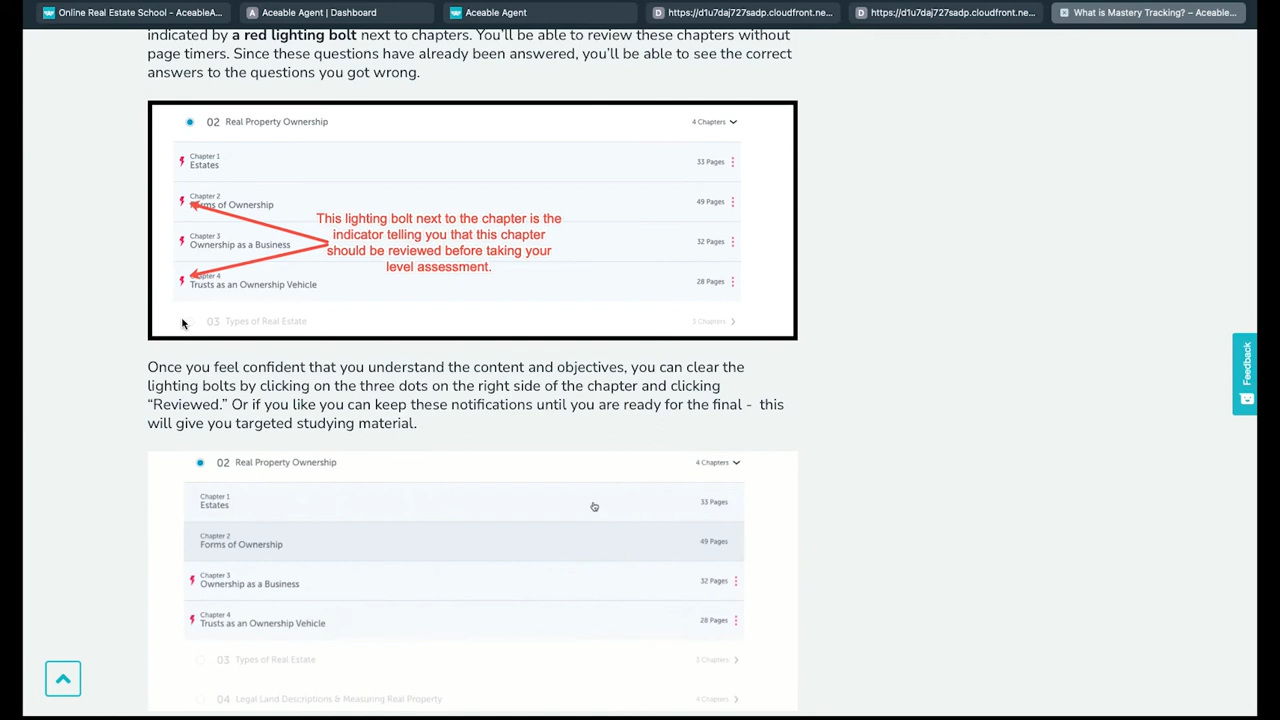 Online Real Estate School - AceableA...
Aceable Agent | Dashboard
Aceable Agent
https://d1u7daj727sadp.cloudfront.ne...
https://d1u7daj727sadp.cloudfront.ne...
What is Mastery Tracking? – Aceable...
indicated by a red lighting bolt next to chapters. You'll be able to review these chapters without
page timers. Since these questions have already been answered, you'll be able to see the correct
answers to the questions you got wrong.
02 Real Property Ownership
4 Chapters
Chapter 1
Estates
33 Pages
Chapter 2
Forms of Ownership
49 Pages
Chapter 3
Ownership as a Business
32 Pages
Chapter 4
Trusts as an Ownership Vehicle
28 Pages
This lighting bolt next to the chapter is the
indicator telling you that this chapter
should be reviewed before taking your
level assessment.
03 Types of Real Estate
3 Chapters
Once you feel confident that you understand the content and objectives, you can clear the
lighting bolts by clicking on the three dots on the right side of the chapter and clicking
“Reviewed.” Or if you like you can keep these notifications until you are ready for the final - this
will give you targeted studying material.
02 Real Property Ownership
4 Chapters
Chapter 1
Estates
33 Pages
Chapter 2
Forms of Ownership
49 Pages
Chapter 3
Ownership as a Business
32 Pages
Chapter 4
Trusts as an Ownership Vehicle
28 Pages
03 Types of Real Estate
3 Chapters
04 Legal Land Descriptions & Measuring Real Property
4 Chapters
Feedback